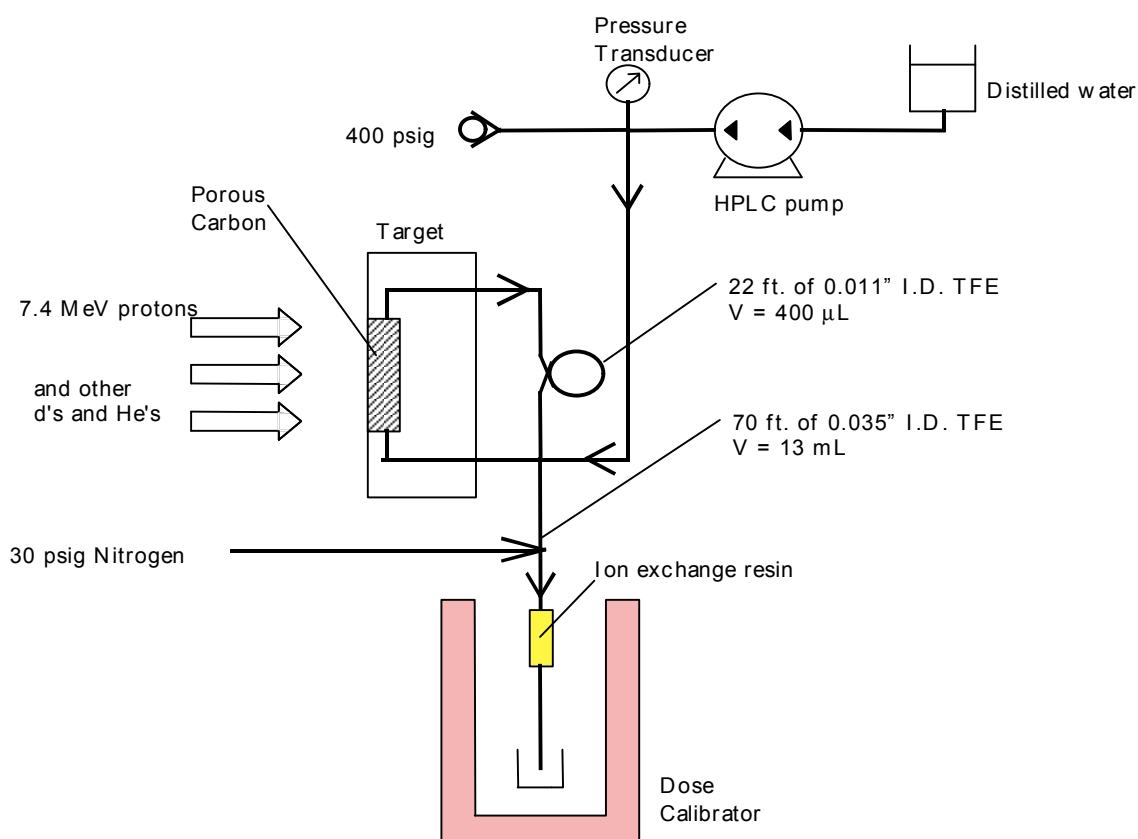 Pressure
Transducer
Distilled water
400 psig
HPLC pump
Porous
Carbon
Target
7.4 MeV protons
22 ft. of 0.011" I.D. TFE
V = 400 μL
and other
d's and He's
70 ft. of 0.035" I.D. TFE
V = 13 mL
30 psig Nitrogen
Ion exchange resin
Dose
Calibrator